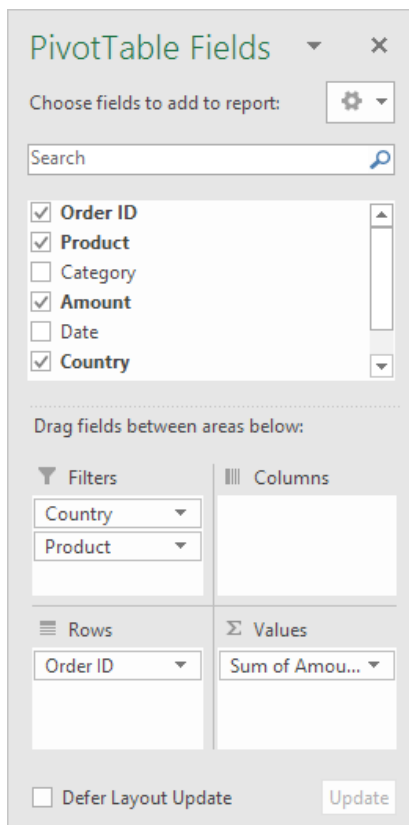 PivotTable Fields
Choose fields to add to report:
Search
Order ID
Product
Category
Amount
Date
Country
Drag fields between areas below:
Filters
Columns
Country
Product
Rows
Σ Values
Order ID
Sum of Amou...
Defer Layout Update
Update